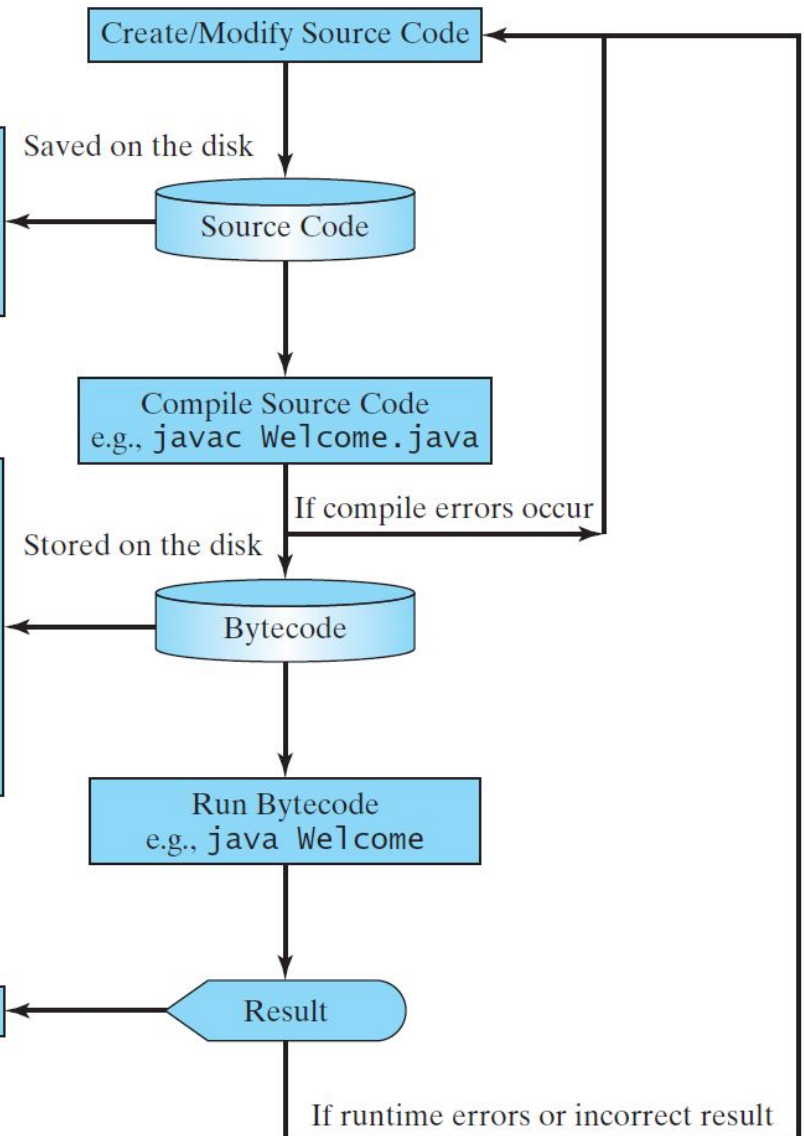 Create/Modify Source Code
Saved on the disk
Source Code
Compile Source Code
e.g., javac Welcome.java
If compile errors occur
Stored on the disk
Bytecode
Run Bytecode
e.g., java Welcome
Result
If runtime errors or incorrect result